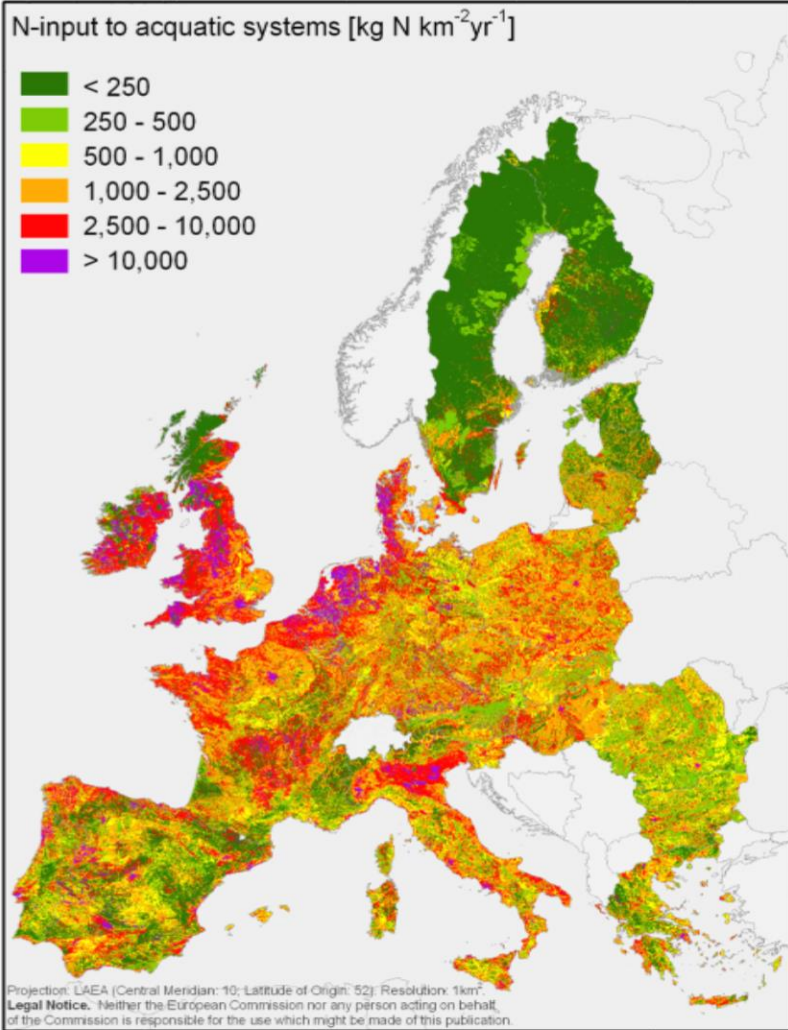 N-input to acquatic systems [kg N km⁻²yr⁻¹]
< 250
250 - 500
500 - 1,000
1,000 - 2,500
2,500 - 10,000
> 10,000
Projection: LAEA (Central Meridian: 10; Latitude of Origin: 52); Resolution: 1km².
Legal Notice. Neither the European Commission nor any person acting on behalf
of the Commission is responsible for the use which might be made of this publication.